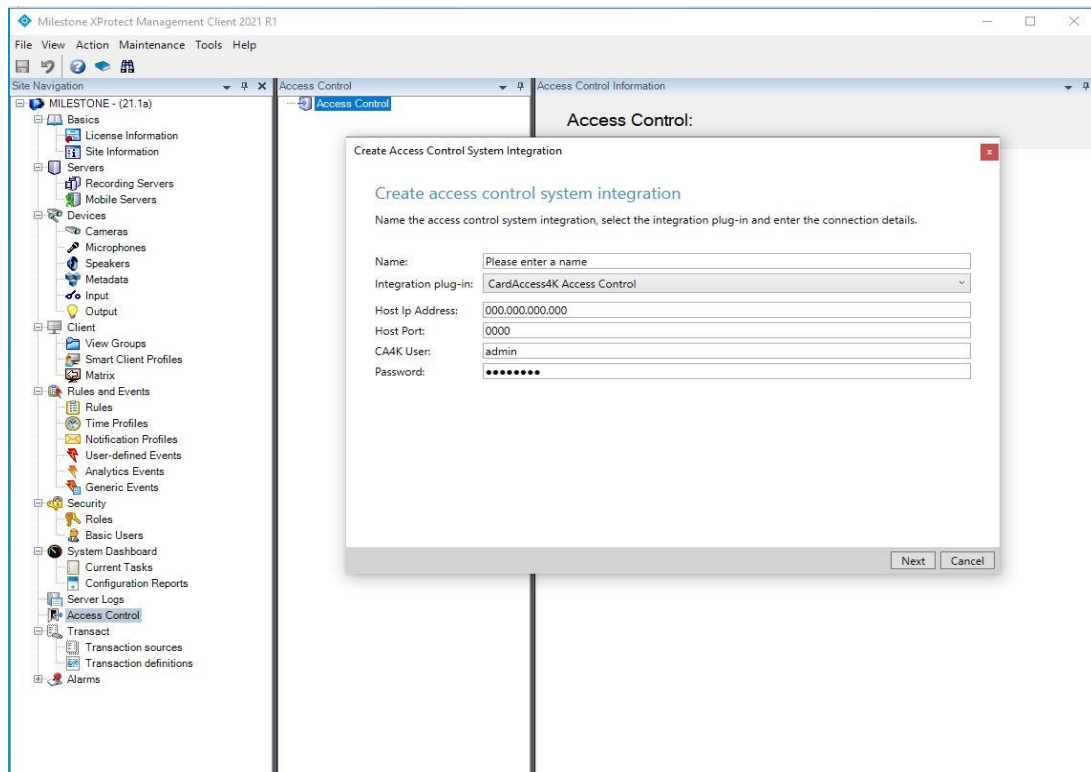 Milestone XProtect Management Client 2021 R1
File View Action Maintenance Tools Help
Site Navigation
MILESTONE - (21.1a)
Basics
License Information
Site Information
Servers
Recording Servers
Mobile Servers
Devices
Cameras
Microphones
Speakers
Metadata
Input
Output
Client
View Groups
Smart Client Profiles
Matrix
Rules and Events
Rules
Time Profiles
Notification Profiles
User-defined Events
Analytics Events
Generic Events
Security
Roles
Basic Users
System Dashboard
Current Tasks
Configuration Reports
Server Logs
Access Control
Transact
Transaction sources
Transaction definitions
Alarms
Access Control
Access Control
Access Control Information
Access Control:
Create Access Control System Integration
x
Create access control system integration
Name the access control system integration, select the integration plug-in and enter the connection details.
Name: Please enter a name
Integration plug-in: CardAccess4K Access Control
Host Ip Address: 000.000.000.000
Host Port: 0000
CA4K User: admin
Password: ●●●●●●●●
Next Cancel